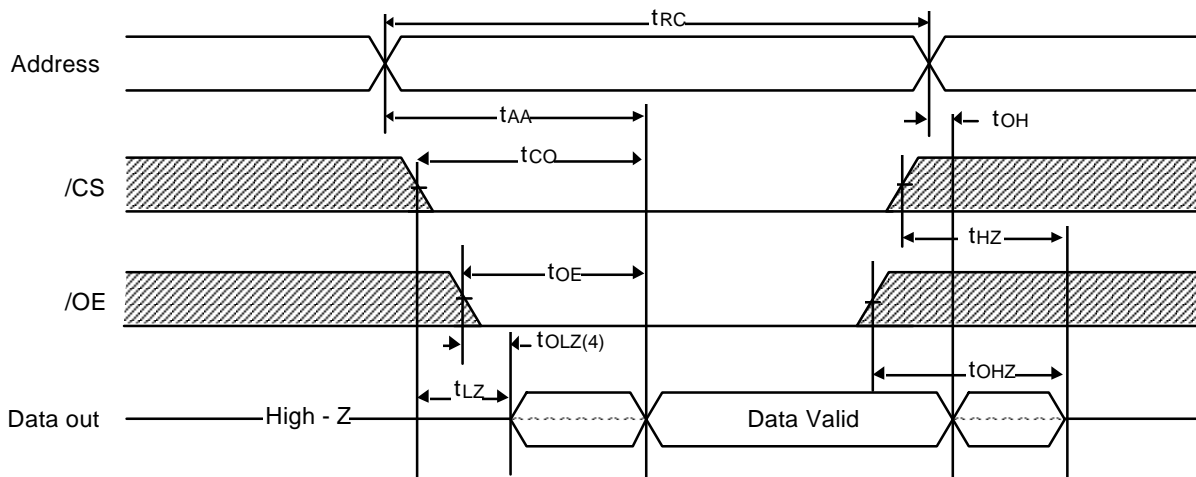 tRC
Address
tAA
tOH
tCO
/CS
tHZ
tOE
/OE
tOLZ(4)
tOHZ
tLZ
Data out
High - Z
Data Valid